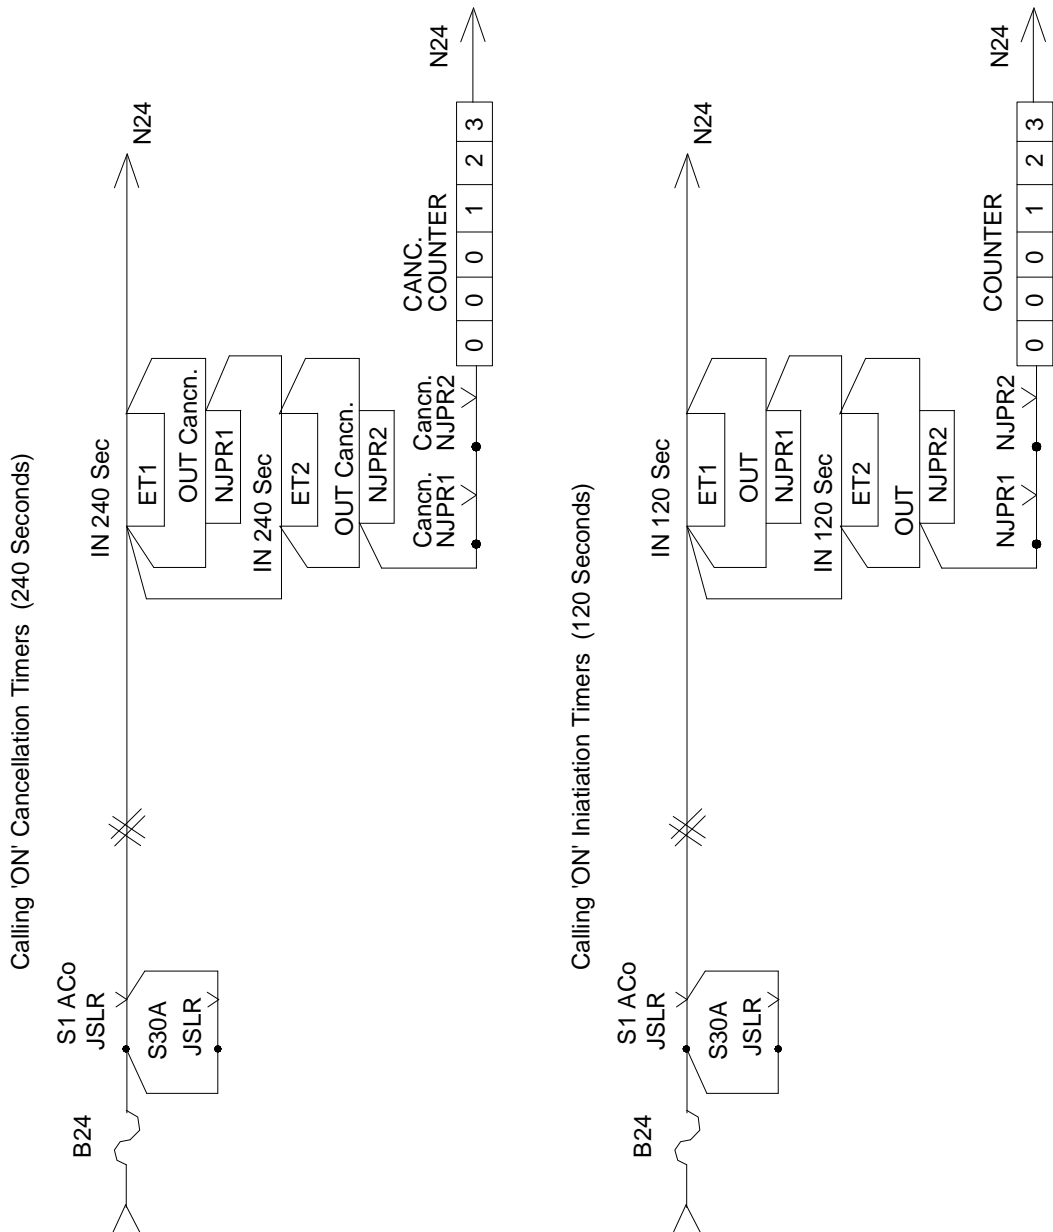 Calling 'ON' Cancellation Timers (240 Seconds)
B24
S1 ACo
JSLR
S30A
JSLR
IN 240 Sec
ET1
OUT Cancn.
NJPR1
IN 240 Sec
ET2
OUT Cancn.
NJPR2
N24
Cancn.
NJPR1
Cancn.
NJPR2
CANC.
COUNTER
0 0 0 1 2 3
N24
Calling 'ON' Iniatiation Timers (120 Seconds)
B24
S1 ACo
JSLR
S30A
JSLR
IN 120 Sec
ET1
OUT
NJPR1
IN 120 Sec
ET2
OUT
NJPR2
N24
NJPR1
NJPR2
COUNTER
0 0 0 1 2 3
N24